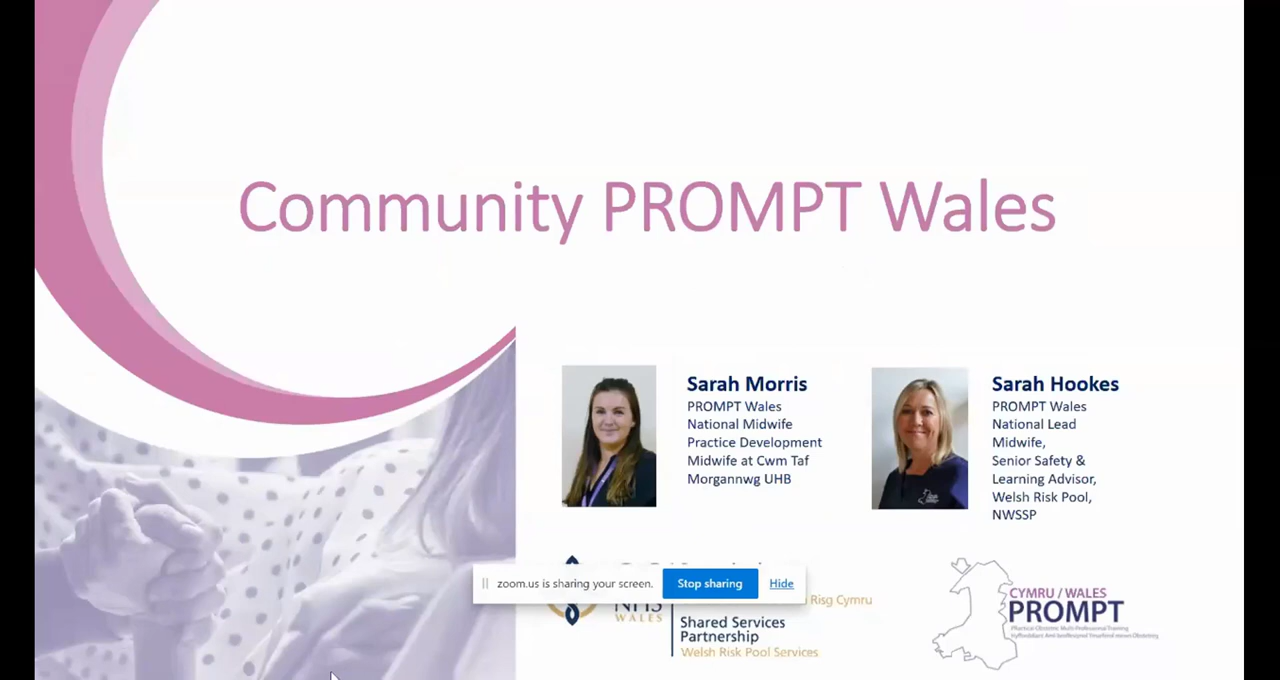 Community PROMPT Wales
Sarah Morris
PROMPT Wales
National Midwife
Practice Development
Midwife at Cwm Taf
Morgannwg UHB
Sarah Hookes
PROMPT Wales
National Lead
Midwife,
Senior Safety &
Learning Advisor,
Welsh Risk Pool,
NWSSP
zoom.us is sharing your screen.
Stop sharing
Hide
NHS
WALES
Risg Cymru
Shared Services
Partnership
Welsh Risk Pool Services
CYMRU / WALES
PROMPT